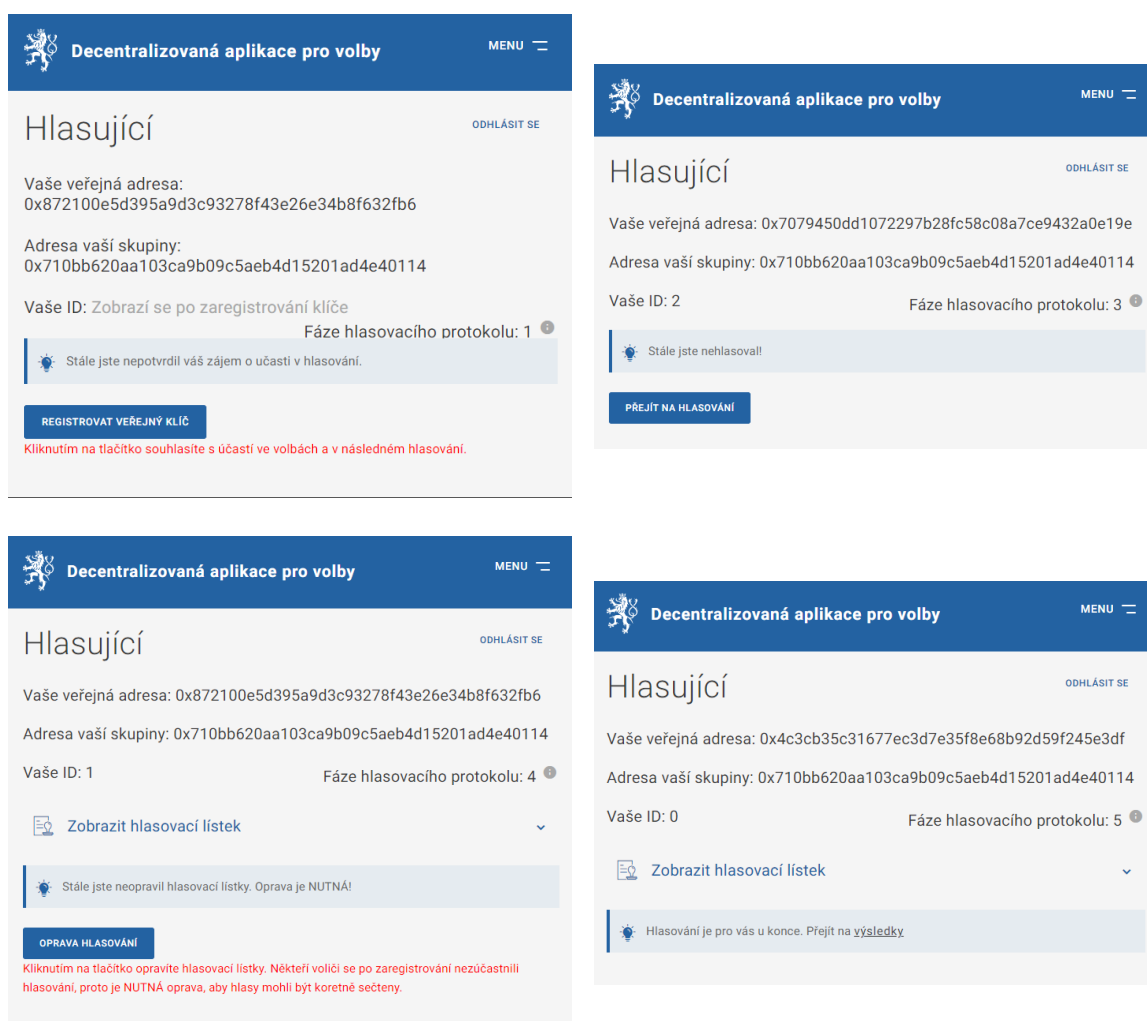 Decentralizovaná aplikace pro volby
MENU
Hlasující
ODHLÁSIT SE
Vaše veřejná adresa:
0x872100e5d395a9d3c93278f43e26e34b8f632fb6
Adresa vaší skupiny:
0x710bb620aa103ca9b09c5aeb4d15201ad4e40114
Vaše ID: Zobrazí se po zaregistrování klíče
Fáze hlasovacího protokolu: 1
Stále jste nepotvrdil váš zájem o učasti v hlasování.
REGISTROVAT VEŘEJNÝ KLÍČ
Kliknutím na tlačítko souhlasíte s účastí ve volbách a v následném hlasování.
Decentralizovaná aplikace pro volby
MENU
Hlasující
ODHLÁSIT SE
Vaše veřejná adresa: 0x7079450dd1072297b28fc58c08a7ce9432a0e19e
Adresa vaší skupiny: 0x710bb620aa103ca9b09c5aeb4d15201ad4e40114
Vaše ID: 2
Fáze hlasovacího protokolu: 3
Stále jste nehlasoval!
PŘEJÍT NA HLASOVÁNÍ
Decentralizovaná aplikace pro volby
MENU
Hlasující
ODHLÁSIT SE
Vaše veřejná adresa: 0x872100e5d395a9d3c93278f43e26e34b8f632fb6
Adresa vaší skupiny: 0x710bb620aa103ca9b09c5aeb4d15201ad4e40114
Vaše ID: 1
Fáze hlasovacího protokolu: 4
Zobrazit hlasovací lístek
Stále jste neopravil hlasovací lístky. Oprava je NUTNÁ!
OPRAVA HLASOVÁNÍ
Kliknutím na tlačítko opravíte hlasovací lístky. Někteří voliči se po zaregistrování nezúčastnili
hlasování, proto je NUTNÁ oprava, aby hlasy mohli být koretně sečteny.
Decentralizovaná aplikace pro volby
MENU
Hlasující
ODHLÁSIT SE
Vaše veřejná adresa: 0x4c3cb35c31677ec3d7e35f8e68b92d59f245e3df
Adresa vaší skupiny: 0x710bb620aa103ca9b09c5aeb4d15201ad4e40114
Vaše ID: 0
Fáze hlasovacího protokolu: 5
Zobrazit hlasovací lístek
Hlasování je pro vás u konce. Přejít na výsledky